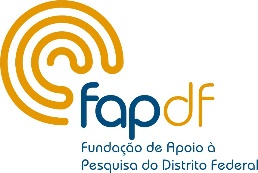 fapdf
Fundação de Apoio à
Pesquisa do Distrito Federal